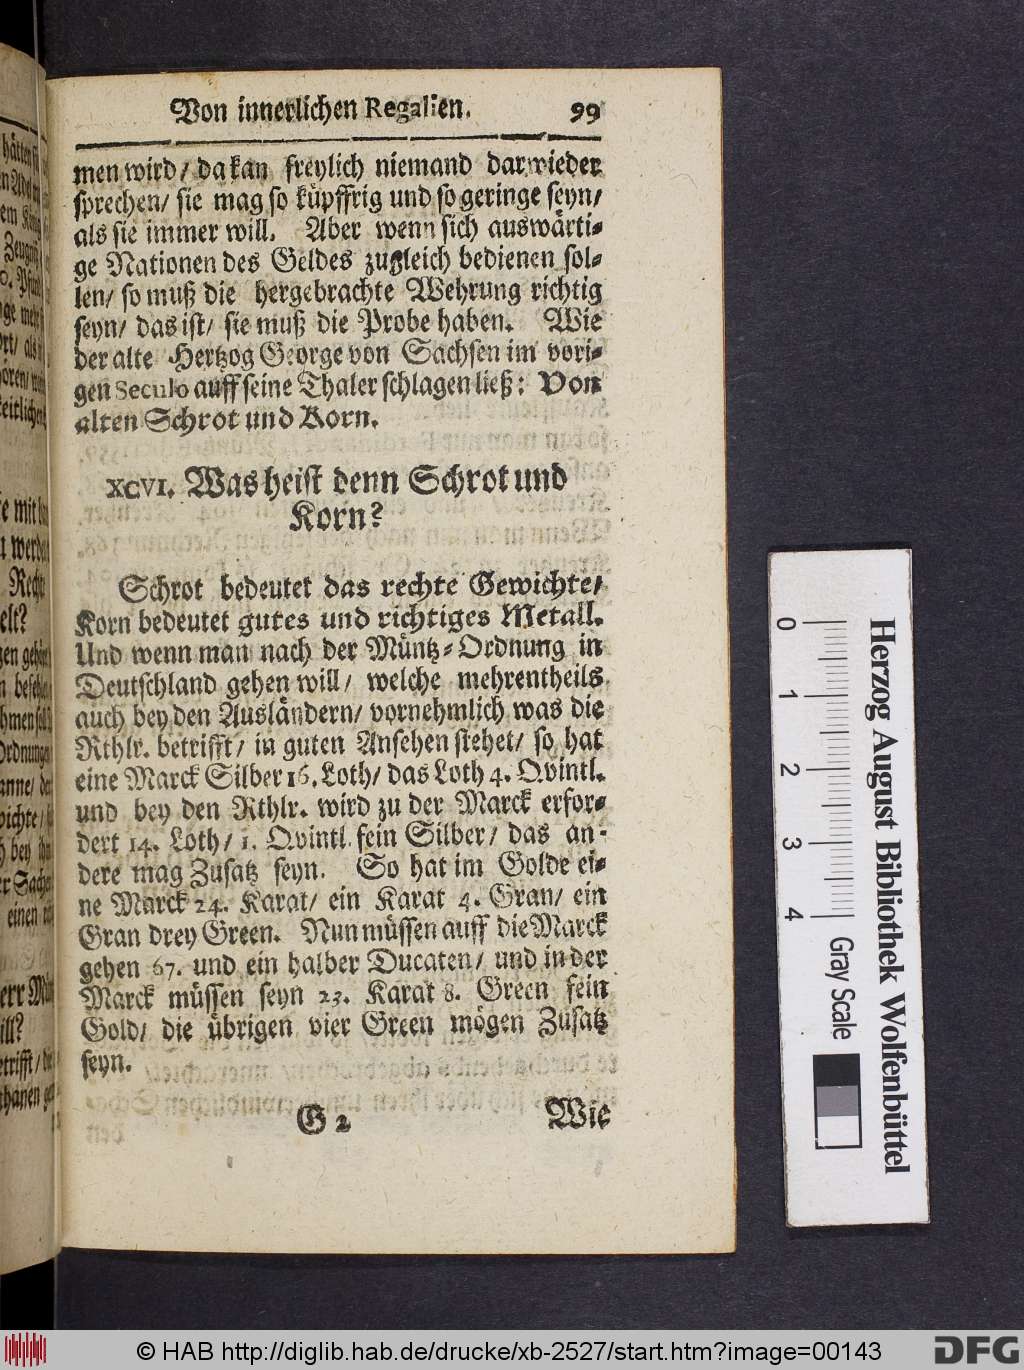 Von innerlichen Regalien. 99
men wird/ da kan freylich niemand darwieder
sprechen/ sie mag so küpffrig und so geringe seyn/
als sie immer will. Aber wenn sich auswärti-
ge Nationen des Geldes zugleich bedienen sol-
len/ so muß die hergebrachte Wehrung richtig
seyn/ das ist/ sie muß die Probe haben. Wie
der alte Hertzog George von Sachsen im vori-
gen Seculo auff seine Thaler schlagen ließ: Von
alten Schrot und Korn.
XCVI. Was heist denn Schrot und
Korn?
Schrot bedeutet das rechte Gewichte/
Korn bedeutet gutes und richtiges Metall.
Und wenn man nach der Müntz-Ordnung in
Deutschland gehen will/ welche mehrentheils
auch bey den Ausländern/ vornehmlich was die
Rthlr. betrifft/ in guten Ansehen stehet/ so hat
eine Marck Silber 16. Loth/ das Loth 4. Qvintl.
und bey den Rthlr. wird zu der Marck erfor-
dert 14. Loth/ 1. Qvintl. fein Silber/ das an-
dere mag Zusatz seyn. So hat im Golde ei-
ne Marck 24. Karat/ ein Karat 4. Gran/ ein
Gran drey Green. Nun müssen auff die Marck
gehen 67. und ein halber Ducaten/ und in der
Marck müssen seyn 23. Karat 8. Green fein
Gold/ die übrigen vier Green mögen Zusatz
seyn.
G 2 Wie
0 1 2 3 4 Gray Scale
Herzog August Bibliothek Wolfenbüttel
© HAB http://diglib.hab.de/drucke/xb-2527/start.htm?image=00143
DFG